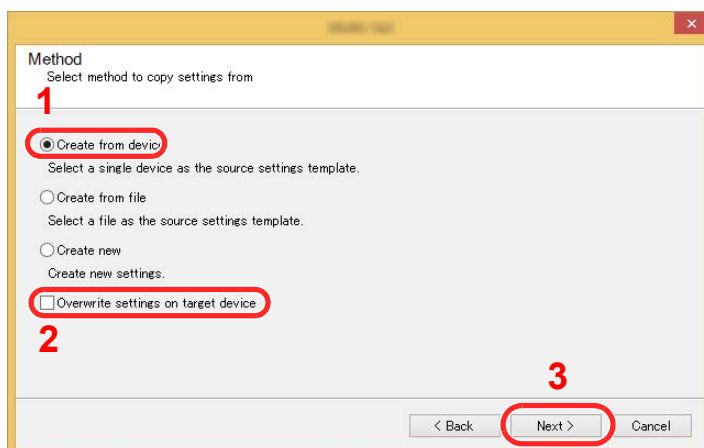 Method
Select method to copy settings from
1
Create from device
Select a single device as the source settings template.
Create from file
Select a file as the source settings template.
Create new
Create new settings.
Overwrite settings on target device
2
3
< Back Next > Cancel